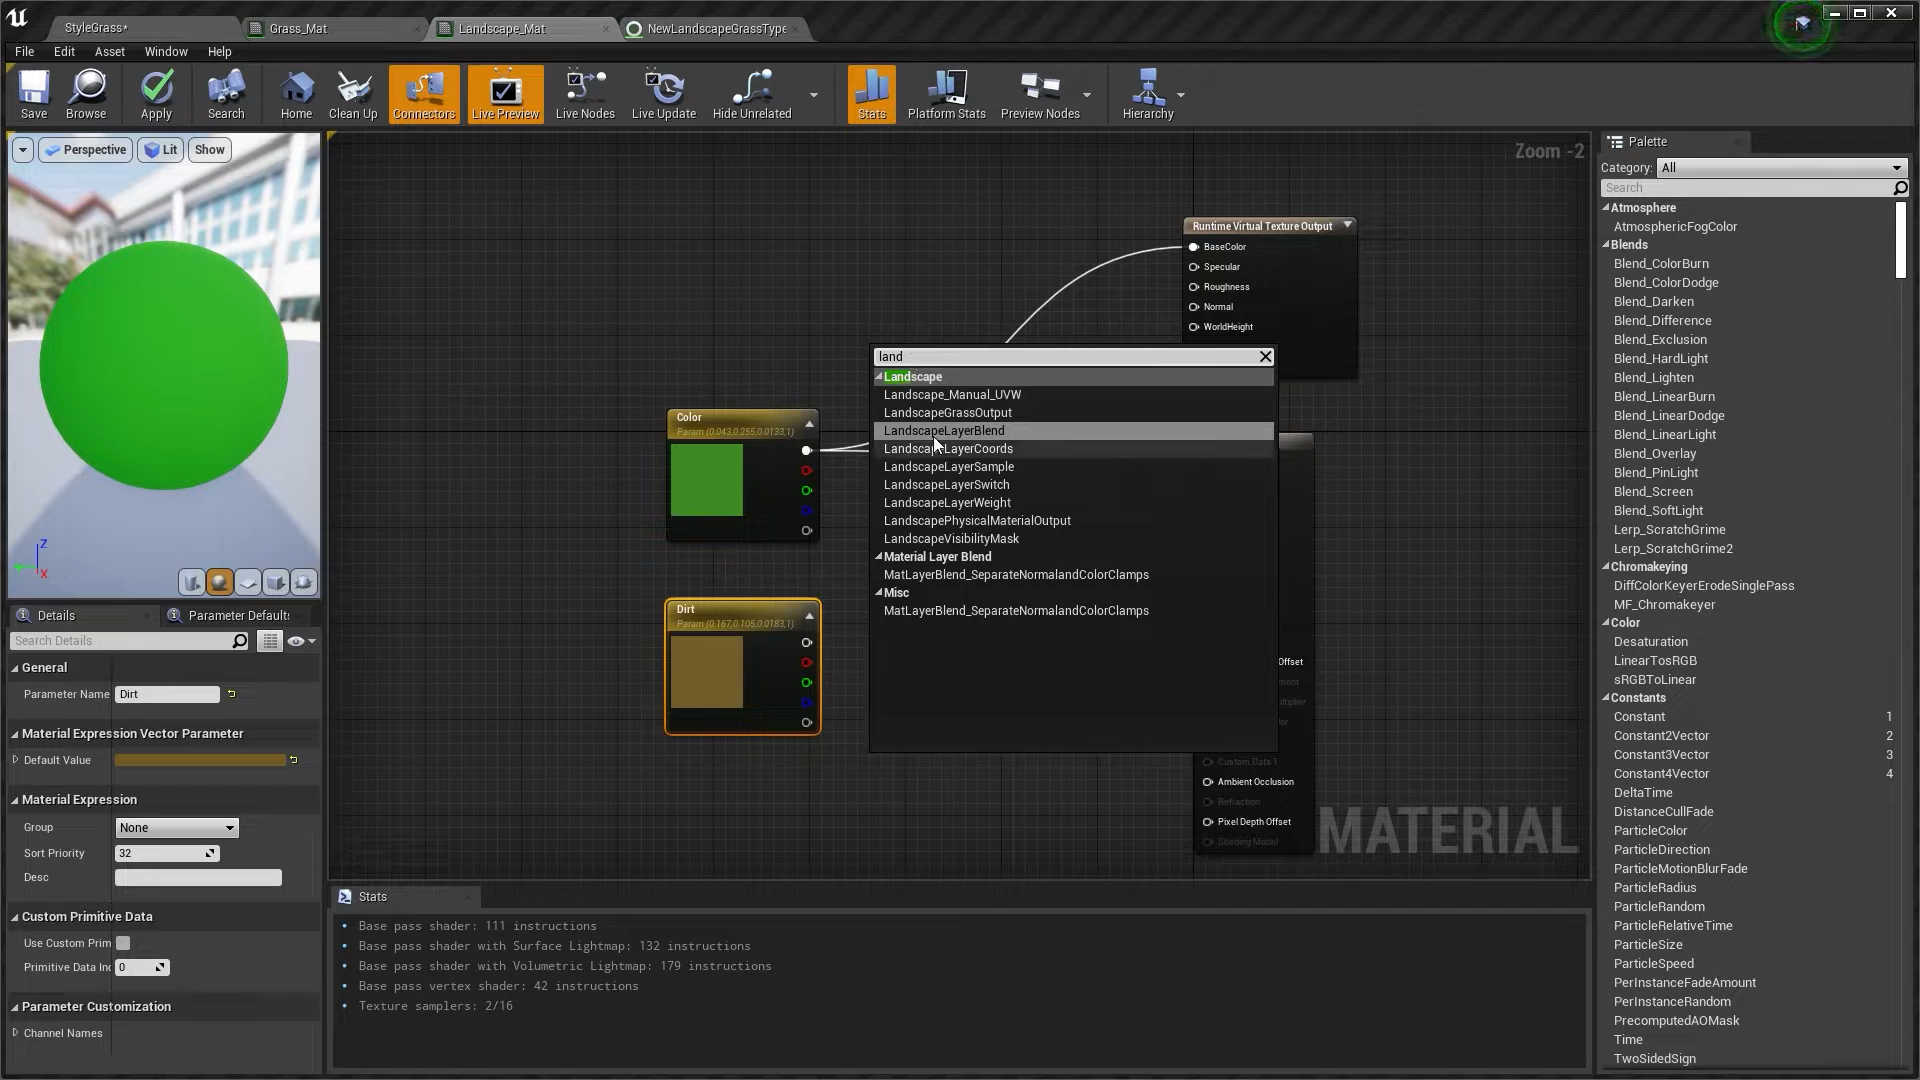 StyleGrass*
Grass_Mat
Landscape_Mat
NewLandscapeGrassType
File Edit Asset Window Help
Save Browse Apply Search Home Clean Up Connectors Live Preview Live Nodes Live Update Hide Unrelated Stats Platform Stats Preview Nodes Hierarchy
Perspective Lit Show
Z
X
Details
Parameter Defaults
Search Details
General
Parameter Name Dirt
Material Expression Vector Parameter
Default Value
Material Expression
Group None
Sort Priority 32
Desc
Custom Primitive Data
Use Custom Prim
Primitive Data Inc 0
Parameter Customization
Channel Names
Zoom -2
Runtime Virtual Texture Output
BaseColor
Specular
Roughness
Normal
WorldHeight
Color
Param (0.043,0.255,0.0133,1)
Dirt
Param (0.167,0.105,0.0183,1)
land
Landscape
Landscape_Manual_UVW
LandscapeGrassOutput
LandscapeLayerBlend
LandscapeLayerCoords
LandscapeLayerSample
LandscapeLayerSwitch
LandscapeLayerWeight
LandscapePhysicalMaterialOutput
LandscapeVisibilityMask
Material Layer Blend
MatLayerBlend_SeparateNormalandColorClamps
Misc
MatLayerBlend_SeparateNormalandColorClamps
Offset
Custom Data 1
Ambient Occlusion
Refraction
Pixel Depth Offset
Shading Model
MATERIAL
Stats
Base pass shader: 111 instructions
Base pass shader with Surface Lightmap: 132 instructions
Base pass shader with Volumetric Lightmap: 179 instructions
Base pass vertex shader: 42 instructions
Texture samplers: 2/16
Palette
Category: All
Search
Atmosphere
AtmosphericFogColor
Blends
Blend_ColorBurn
Blend_ColorDodge
Blend_Darken
Blend_Difference
Blend_Exclusion
Blend_HardLight
Blend_Lighten
Blend_LinearBurn
Blend_LinearDodge
Blend_LinearLight
Blend_Overlay
Blend_PinLight
Blend_Screen
Blend_SoftLight
Lerp_ScratchGrime
Lerp_ScratchGrime2
Chromakeying
DiffColorKeyerErodeSinglePass
MF_Chromakeyer
Color
Desaturation
LinearTosRGB
sRGBToLinear
Constants
Constant 1
Constant2Vector 2
Constant3Vector 3
Constant4Vector 4
DeltaTime
DistanceCullFade
ParticleColor
ParticleDirection
ParticleMotionBlurFade
ParticleRadius
ParticleRandom
ParticleRelativeTime
ParticleSize
ParticleSpeed
PerInstanceFadeAmount
PerInstanceRandom
PrecomputedAOMask
Time
TwoSidedSign